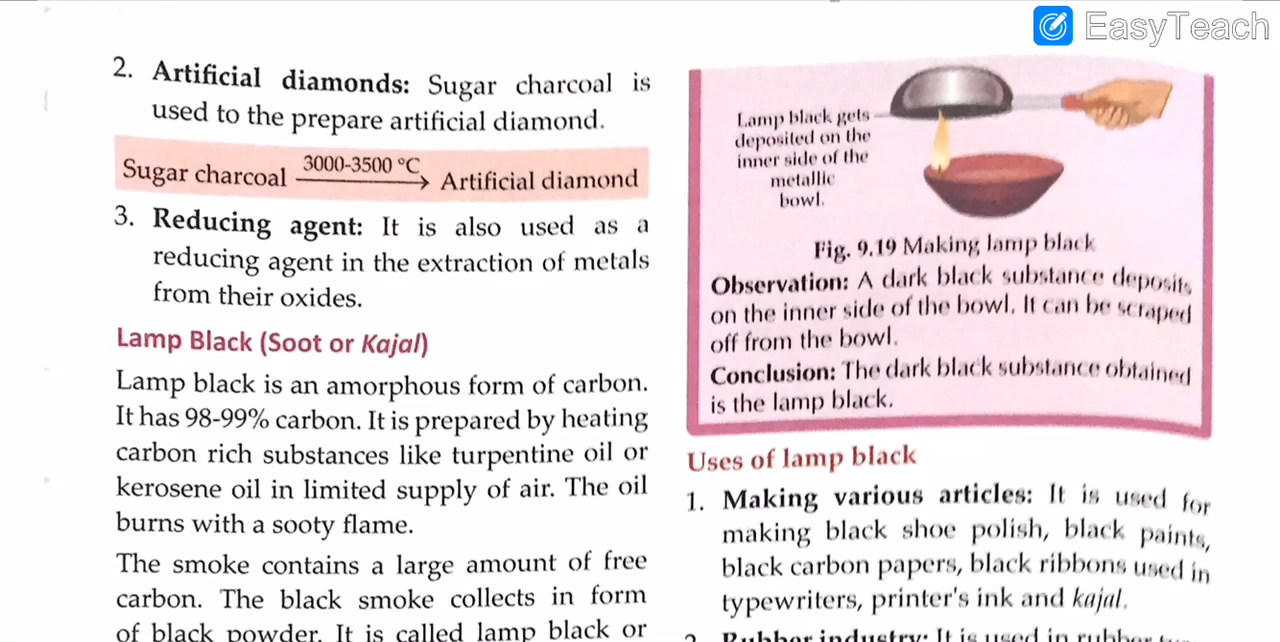 EasyTeach
2. Artificial diamonds: Sugar charcoal is
used to the prepare artificial diamond.
Sugar charcoal 3000-3500 °C Artificial diamond
3. Reducing agent: It is also used as a
reducing agent in the extraction of metals
from their oxides.
Lamp Black (Soot or Kajal)
Lamp black is an amorphous form of carbon.
It has 98-99% carbon. It is prepared by heating
carbon rich substances like turpentine oil or
kerosene oil in limited supply of air. The oil
burns with a sooty flame.
The smoke contains a large amount of free
carbon. The black smoke collects in form
of black powder. It is called lamp black or
Lamp black gets
deposited on the
inner side of the
metallic
bowl.
Fig. 9.19 Making lamp black
Observation: A dark black substance deposits
on the inner side of the bowl. It can be scraped
off from the bowl.
Conclusion: The dark black substance obtained
is the lamp black.
Uses of lamp black
1. Making various articles: It is used for
making black shoe polish, black paints,
black carbon papers, black ribbons used in
typewriters, printer's ink and kajal.
2. Rubber industry: It is used in rubber